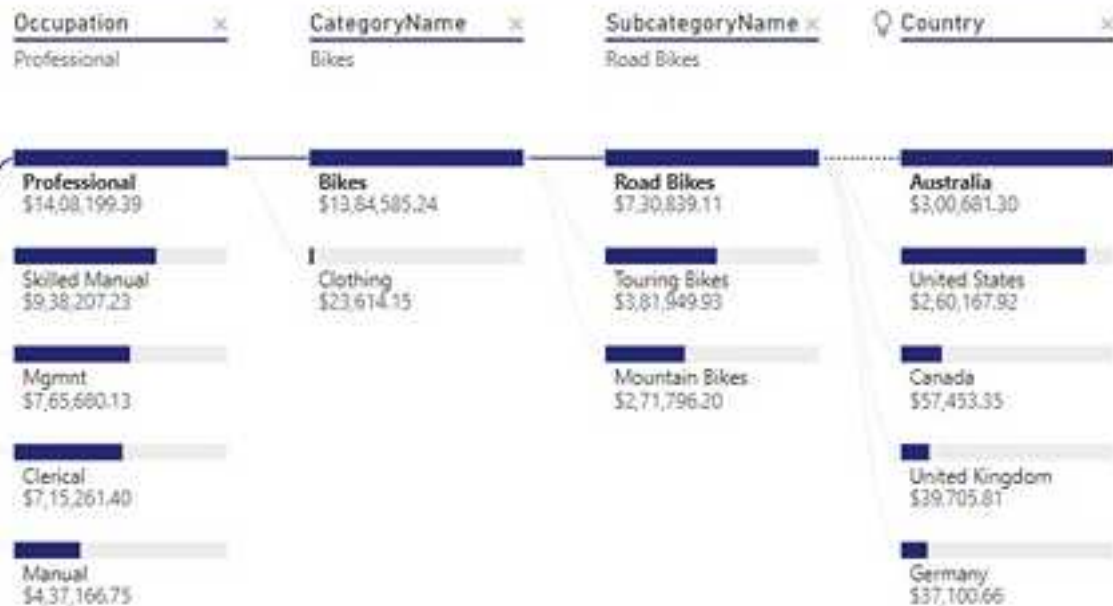 Occupation
Professional
Professional
$14,08,199.39
Skilled Manual
$9,38,207.23
Mgmnt
$7,65,680.13
Clerical
$7,15,261.40
Manual
$4,37,166.75
CategoryName
Bikes
Bikes
$13,84,585.24
Clothing
$23,614.15
SubcategoryName
Road Bikes
Road Bikes
$7,30,839.11
Touring Bikes
$3,81,949.93
Mountain Bikes
$2,71,796.20
Country
Australia
$3,00,681.30
United States
$2,60,167.92
Canada
$57,453.35
United Kingdom
$39,705.81
Germany
$37,100.66